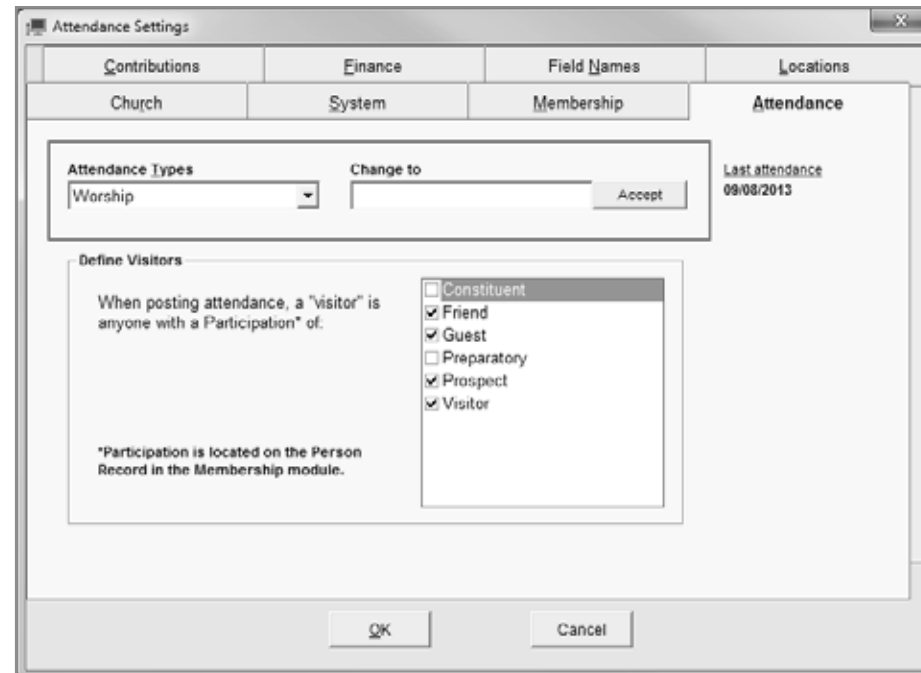 Attendance Settings
Contributions Finance Field Names Locations
Church System Membership Attendance
Attendance Types Change to Last attendance
Worship Accept 09/08/2013
Define Visitors
When posting attendance, a "visitor" is
anyone with a Participation* of:
Constituent
Friend
Guest
Preparatory
Prospect
Visitor
*Participation is located on the Person
Record in the Membership module.
OK Cancel